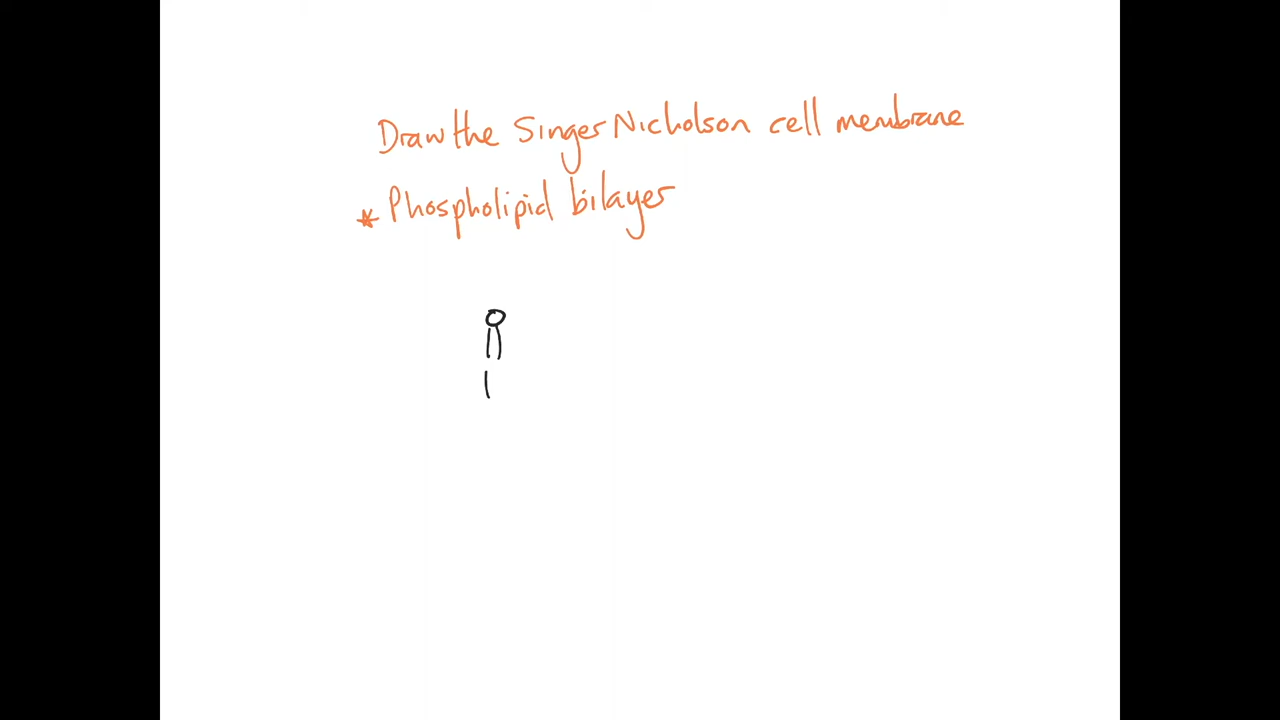 Draw the Singer Nicholson cell membrane
* Phospholipid bilayer